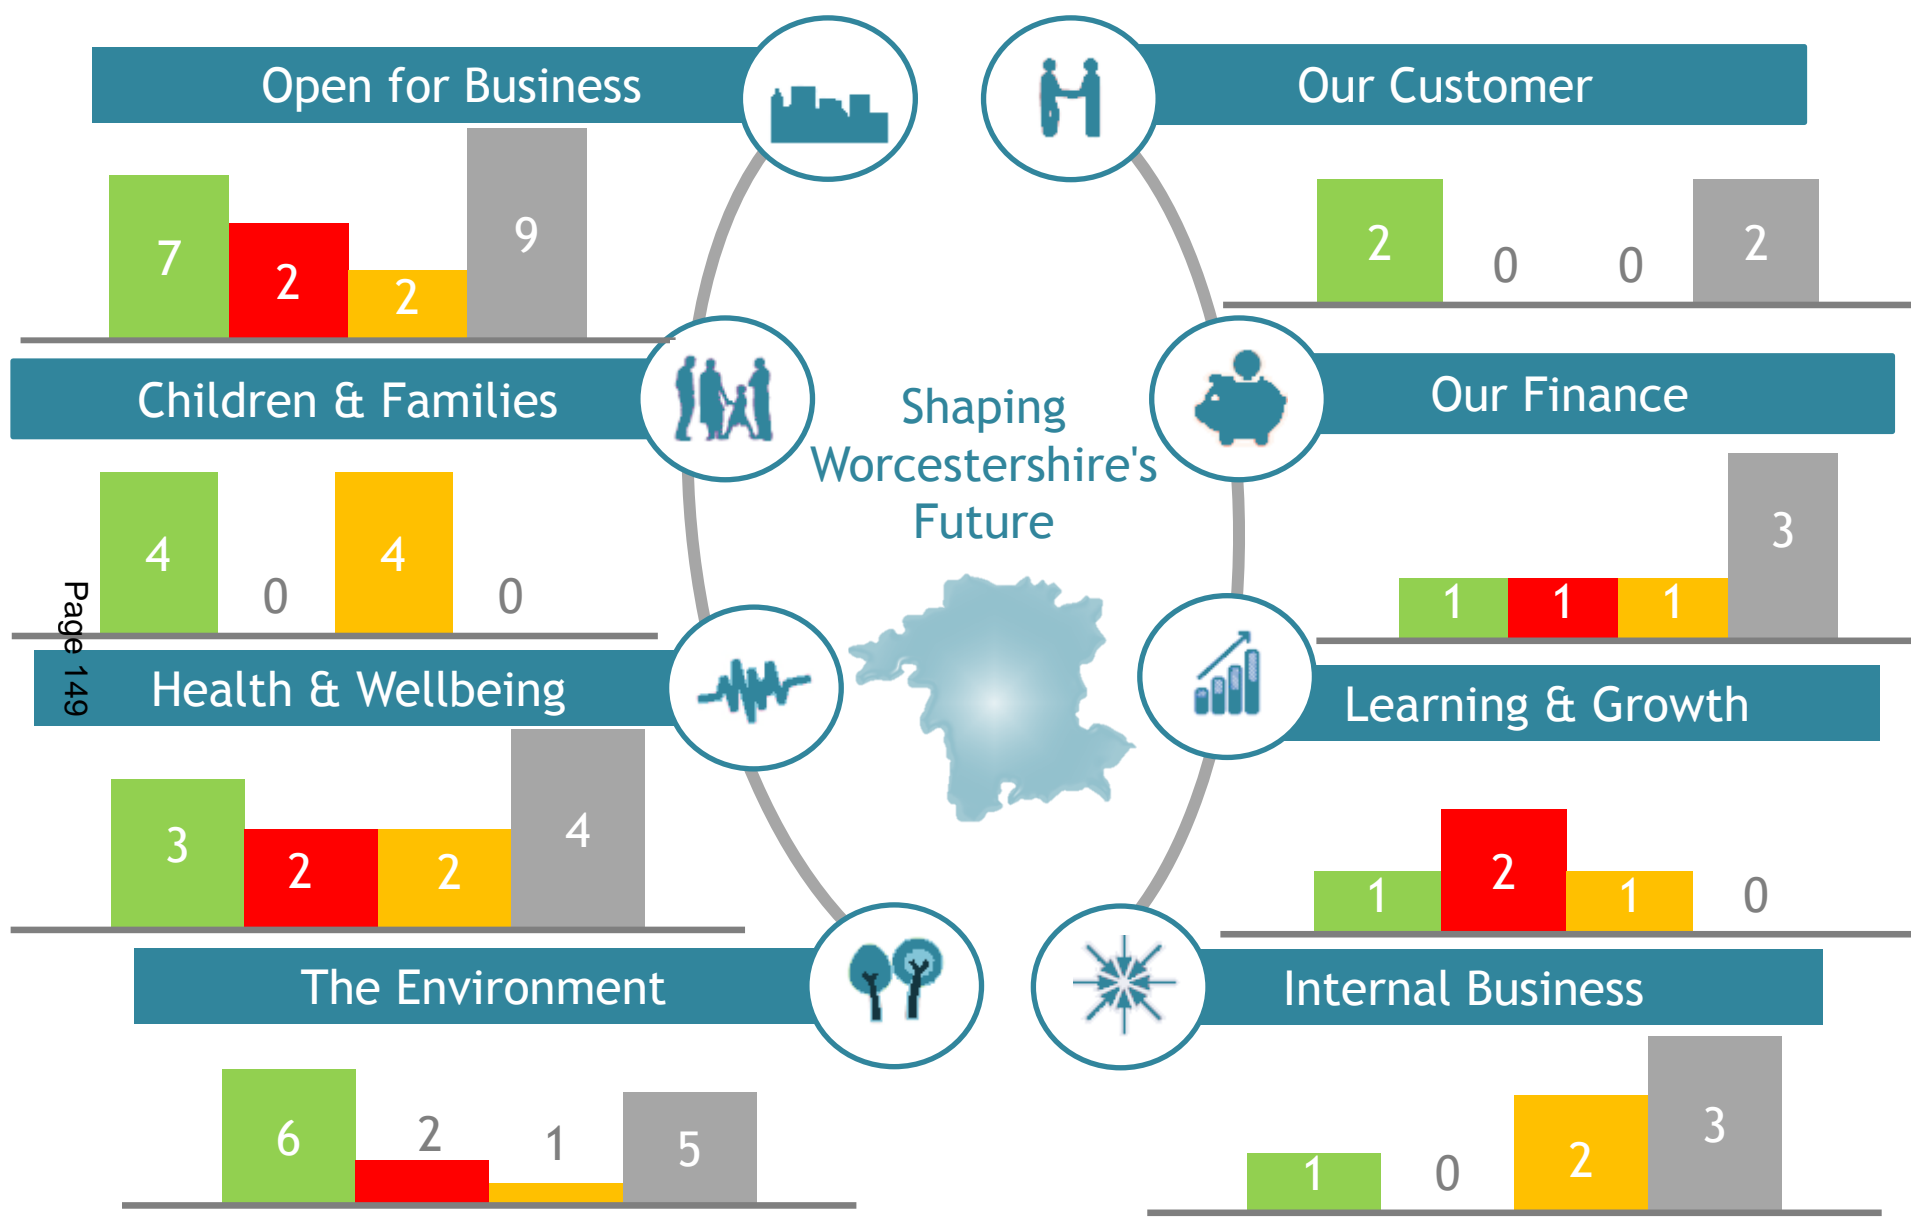 Open for Business
7
2
2
9
Children & Families
4
0
4
0
Health & Wellbeing
3
2
2
4
The Environment
6
2
1
5
Shaping
Worcestershire's
Future
Our Customer
2
0
0
2
Our Finance
1
1
1
3
Learning & Growth
1
2
1
0
Internal Business
1
0
2
3
Page 149